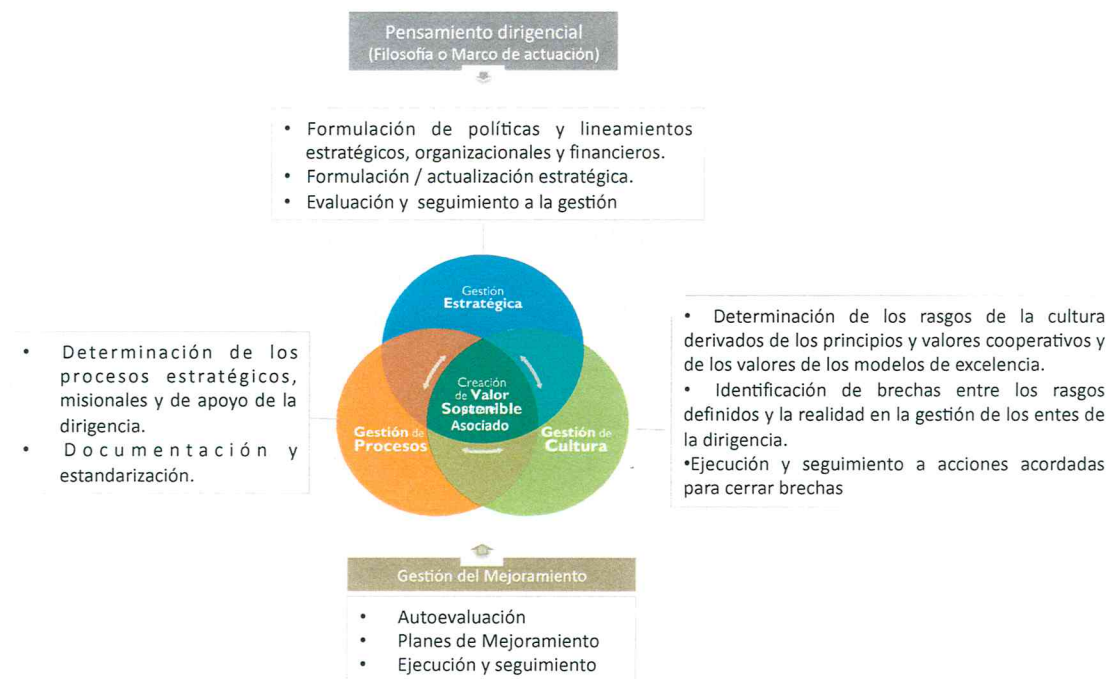 Pensamiento dirigencial
(Filosofía o Marco de actuación)
• Formulación de políticas y lineamientos
estratégicos, organizacionales y financieros.
• Formulación / actualización estratégica.
• Evaluación y seguimiento a la gestión
Gestión
Estratégica
• Determinación de los
procesos estratégicos,
misionales y de apoyo de la
dirigencia.
• Documentación y
estandarización.
Creación
de Valor
Sostenible
Asociado
Gestión de
Procesos
Gestión de
Cultura
• Determinación de los rasgos de la cultura
derivados de los principios y valores cooperativos y
de los valores de los modelos de excelencia.
• Identificación de brechas entre los rasgos
definidos y la realidad en la gestión de los entes de
la dirigencia.
•Ejecución y seguimiento a acciones acordadas
para cerrar brechas
Gestión del Mejoramiento
• Autoevaluación
• Planes de Mejoramiento
• Ejecución y seguimiento